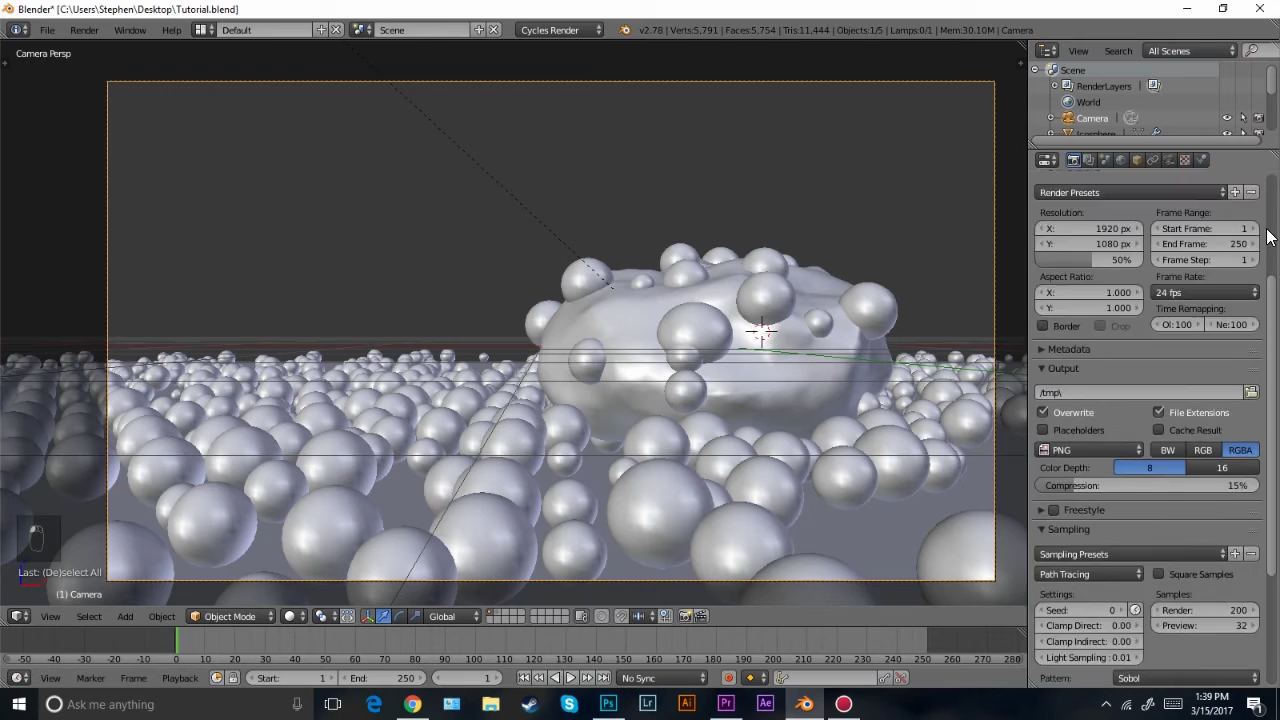 Blender* [C:\Users\Stephen\Desktop\Tutorial.blend]
File Render Window Help Default Scene Cycles Render v2.78 | Verts:5,791 | Faces:5,754 | Tris:11,444 | Objects:1/5 | Lamps:0/1 | Mem:30.10M | Camera
Camera Persp
View Search All Scenes
Scene
RenderLayers |
World
Camera |
Render Presets
Resolution: Frame Range:
X: 1920 px Start Frame: 1
Y: 1080 px End Frame: 250
50% Frame Step: 1
Aspect Ratio: Frame Rate:
X: 1.000 24 fps
Y: 1.000 Time Remapping:
Border Crop Ol:100 Ne:100
Metadata
Output
/tmp\
Overwrite File Extensions
Placeholders Cache Result
PNG BW RGB RGBA
Color Depth: 8 16
Compression: 15%
Freestyle
Sampling
Sampling Presets
Path Tracing Square Samples
Settings: Samples:
Seed: 0 Render: 200
Clamp Direct: 0.00 Preview: 32
Clamp Indirect: 0.00
Light Sampling: 0.01
Pattern: Sobol
Last: (De)select All
(1) Camera
View Select Add Object Object Mode Global
-50 -40 -30 -20 -10 0 10 20 30 40 50 60 70 80 90 100 110 120 130 140 150 160 170 180 190 200 210 220 230 240 250 260 270 280
View Marker Frame Playback Start: 1 End: 250 1 No Sync
Ask me anything Ps Lr Ai Pr Ae 1:39 PM
3/15/2017